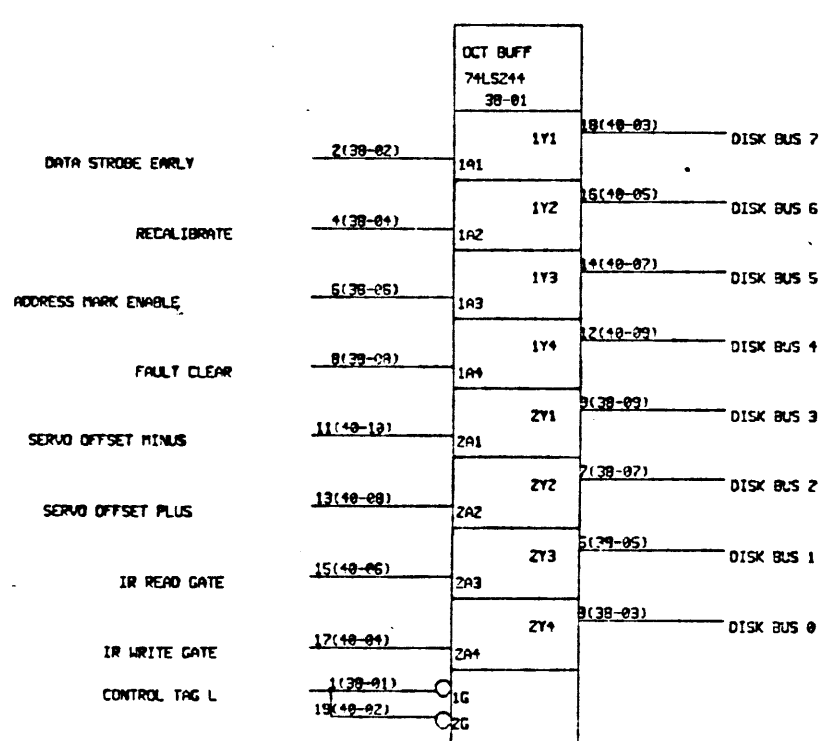 OCT BUFF
74LS244
38-01
1Y1
18(40-03)
DISK BUS 7
DATA STROBE EARLY
2(38-02)
1A1
1Y2
16(40-05)
DISK BUS 6
RECALIBRATE
4(38-04)
1A2
1Y3
14(40-07)
DISK BUS 5
ADDRESS MARK ENABLE
6(38-06)
1A3
1Y4
12(40-09)
DISK BUS 4
FAULT CLEAR
8(38-08)
1A4
2Y1
9(38-09)
DISK BUS 3
SERVO OFFSET MINUS
11(40-10)
2A1
2Y2
7(38-07)
DISK BUS 2
SERVO OFFSET PLUS
13(40-08)
2A2
2Y3
5(38-05)
DISK BUS 1
IR READ GATE
15(40-06)
2A3
2Y4
(38-03)
DISK BUS 0
IR WRITE GATE
17(40-04)
2A4
CONTROL TAG L
1(38-01)
1G
19(40-02)
2G